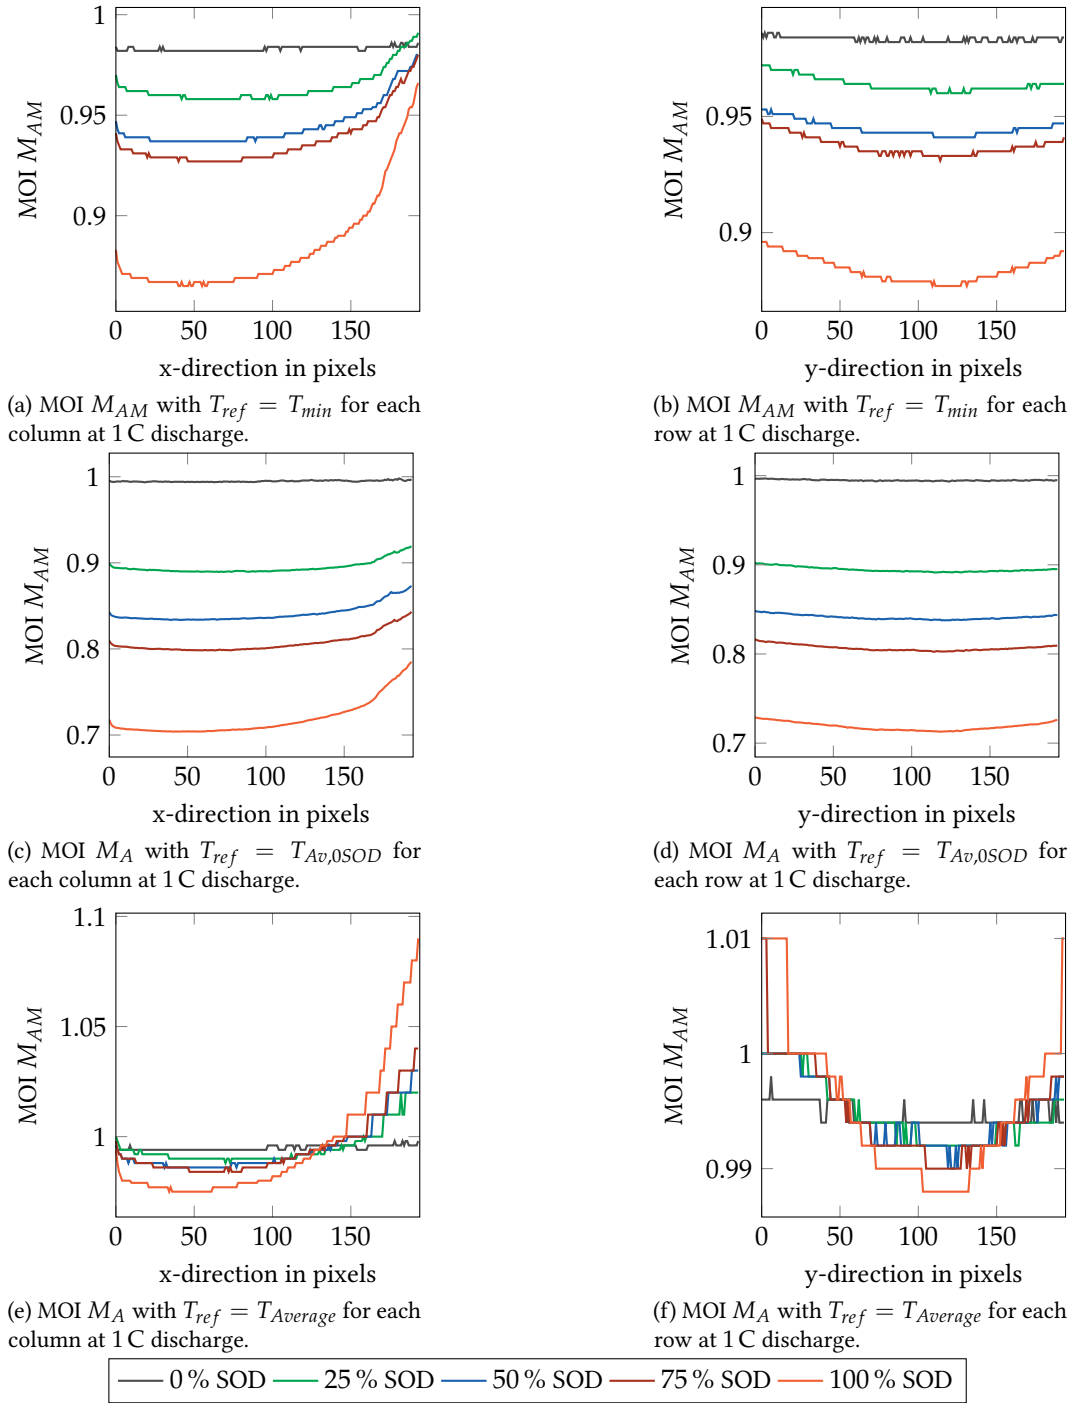 1
0.95
0.9
MOI M_AM
0 50 100 150
x-direction in pixels
(a) MOI M_AM with T_ref = T_min for each
column at 1 C discharge.
0.95
0.9
MOI M_AM
0 50 100 150
y-direction in pixels
(b) MOI M_AM with T_ref = T_min for each
row at 1 C discharge.
1
0.9
0.8
0.7
MOI M_AM
0 50 100 150
x-direction in pixels
(c) MOI M_A with T_ref = T_Av,0SOD for
each column at 1 C discharge.
1
0.9
0.8
0.7
MOI M_AM
0 50 100 150
y-direction in pixels
(d) MOI M_A with T_ref = T_Av,0SOD for
each row at 1 C discharge.
1.1
1.05
1
MOI M_AM
0 50 100 150
x-direction in pixels
(e) MOI M_A with T_ref = T_Average for each
column at 1 C discharge.
1.01
1
0.99
MOI M_AM
0 50 100 150
y-direction in pixels
(f) MOI M_A with T_ref = T_Average for each
row at 1 C discharge.
0 % SOD 25 % SOD 50 % SOD 75 % SOD 100 % SOD